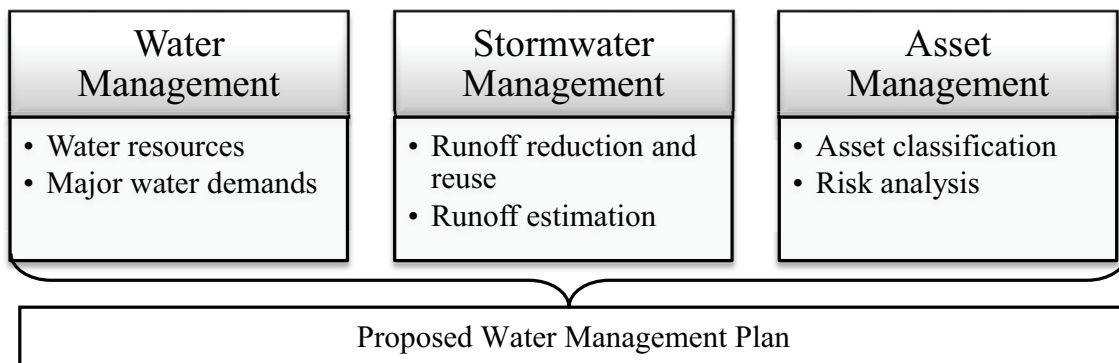 Water
Management
• Water resources
• Major water demands
Stormwater
Management
• Runoff reduction and
reuse
• Runoff estimation
Asset
Management
• Asset classification
• Risk analysis
Proposed Water Management Plan